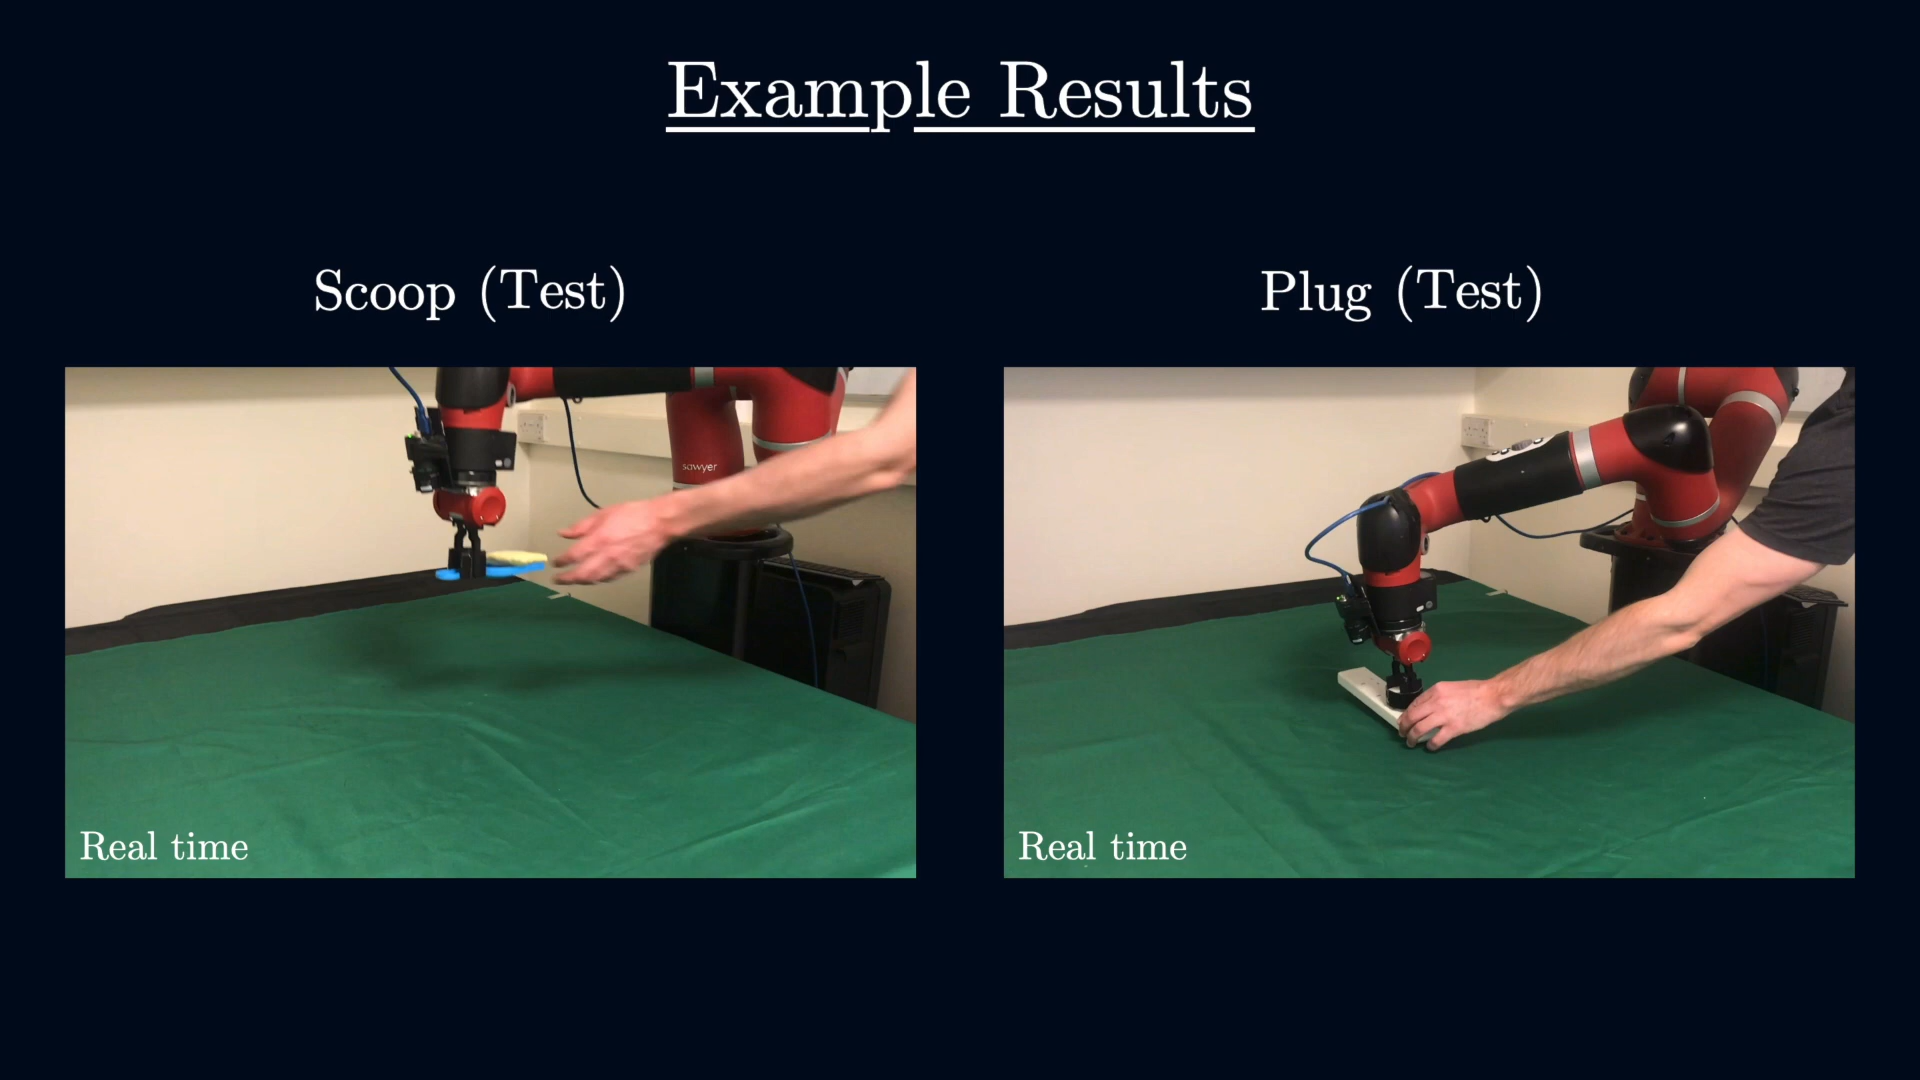 Example Results
Scoop (Test)
Plug (Test)
sawyer
Real time
Real time